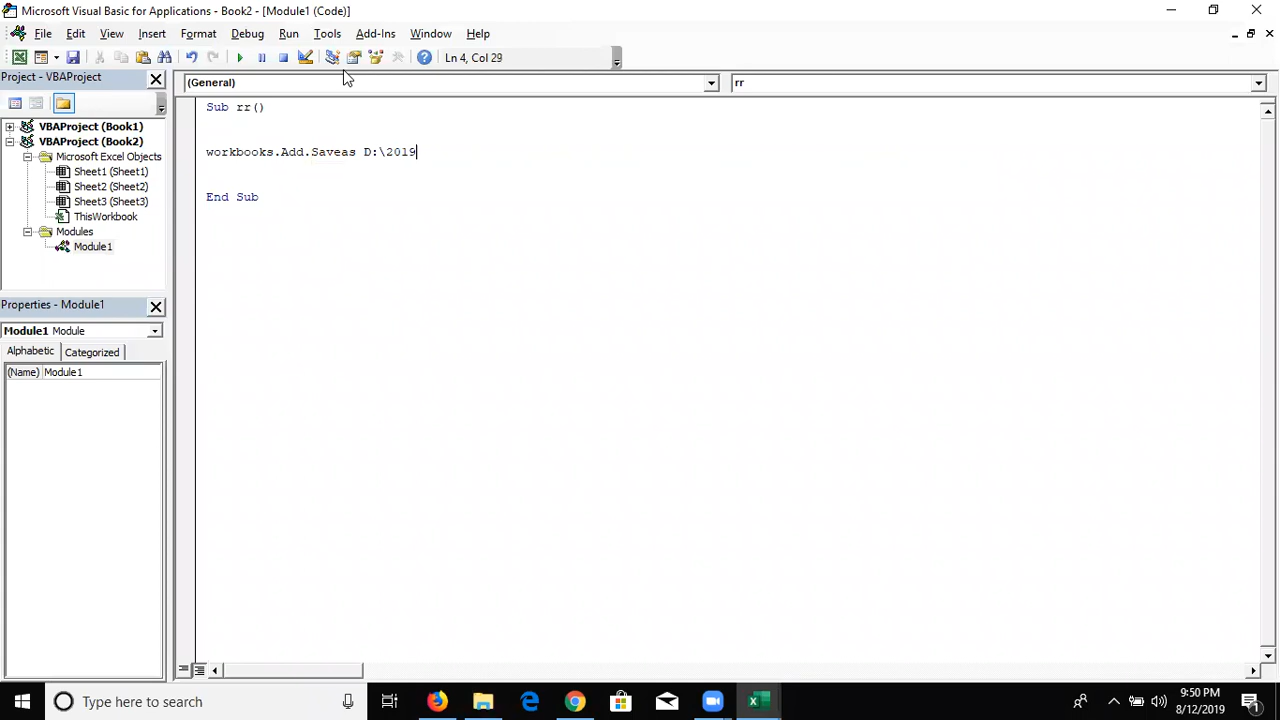 Microsoft Visual Basic for Applications - Book2 - [Module1 (Code)]
File Edit View Insert Format Debug Run Tools Add-Ins Window Help
Ln 4, Col 29
Project - VBAProject
(General) rr
VBAProject (Book1)
VBAProject (Book2)
Microsoft Excel Objects
Sheet1 (Sheet1)
Sheet2 (Sheet2)
Sheet3 (Sheet3)
ThisWorkbook
Modules
Module1
Sub rr()
workbooks.Add.Saveas D:\2019
End Sub
Properties - Module1
Module1 Module
Alphabetic Categorized
(Name) Module1
Type here to search
9:50 PM
8/12/2019
1